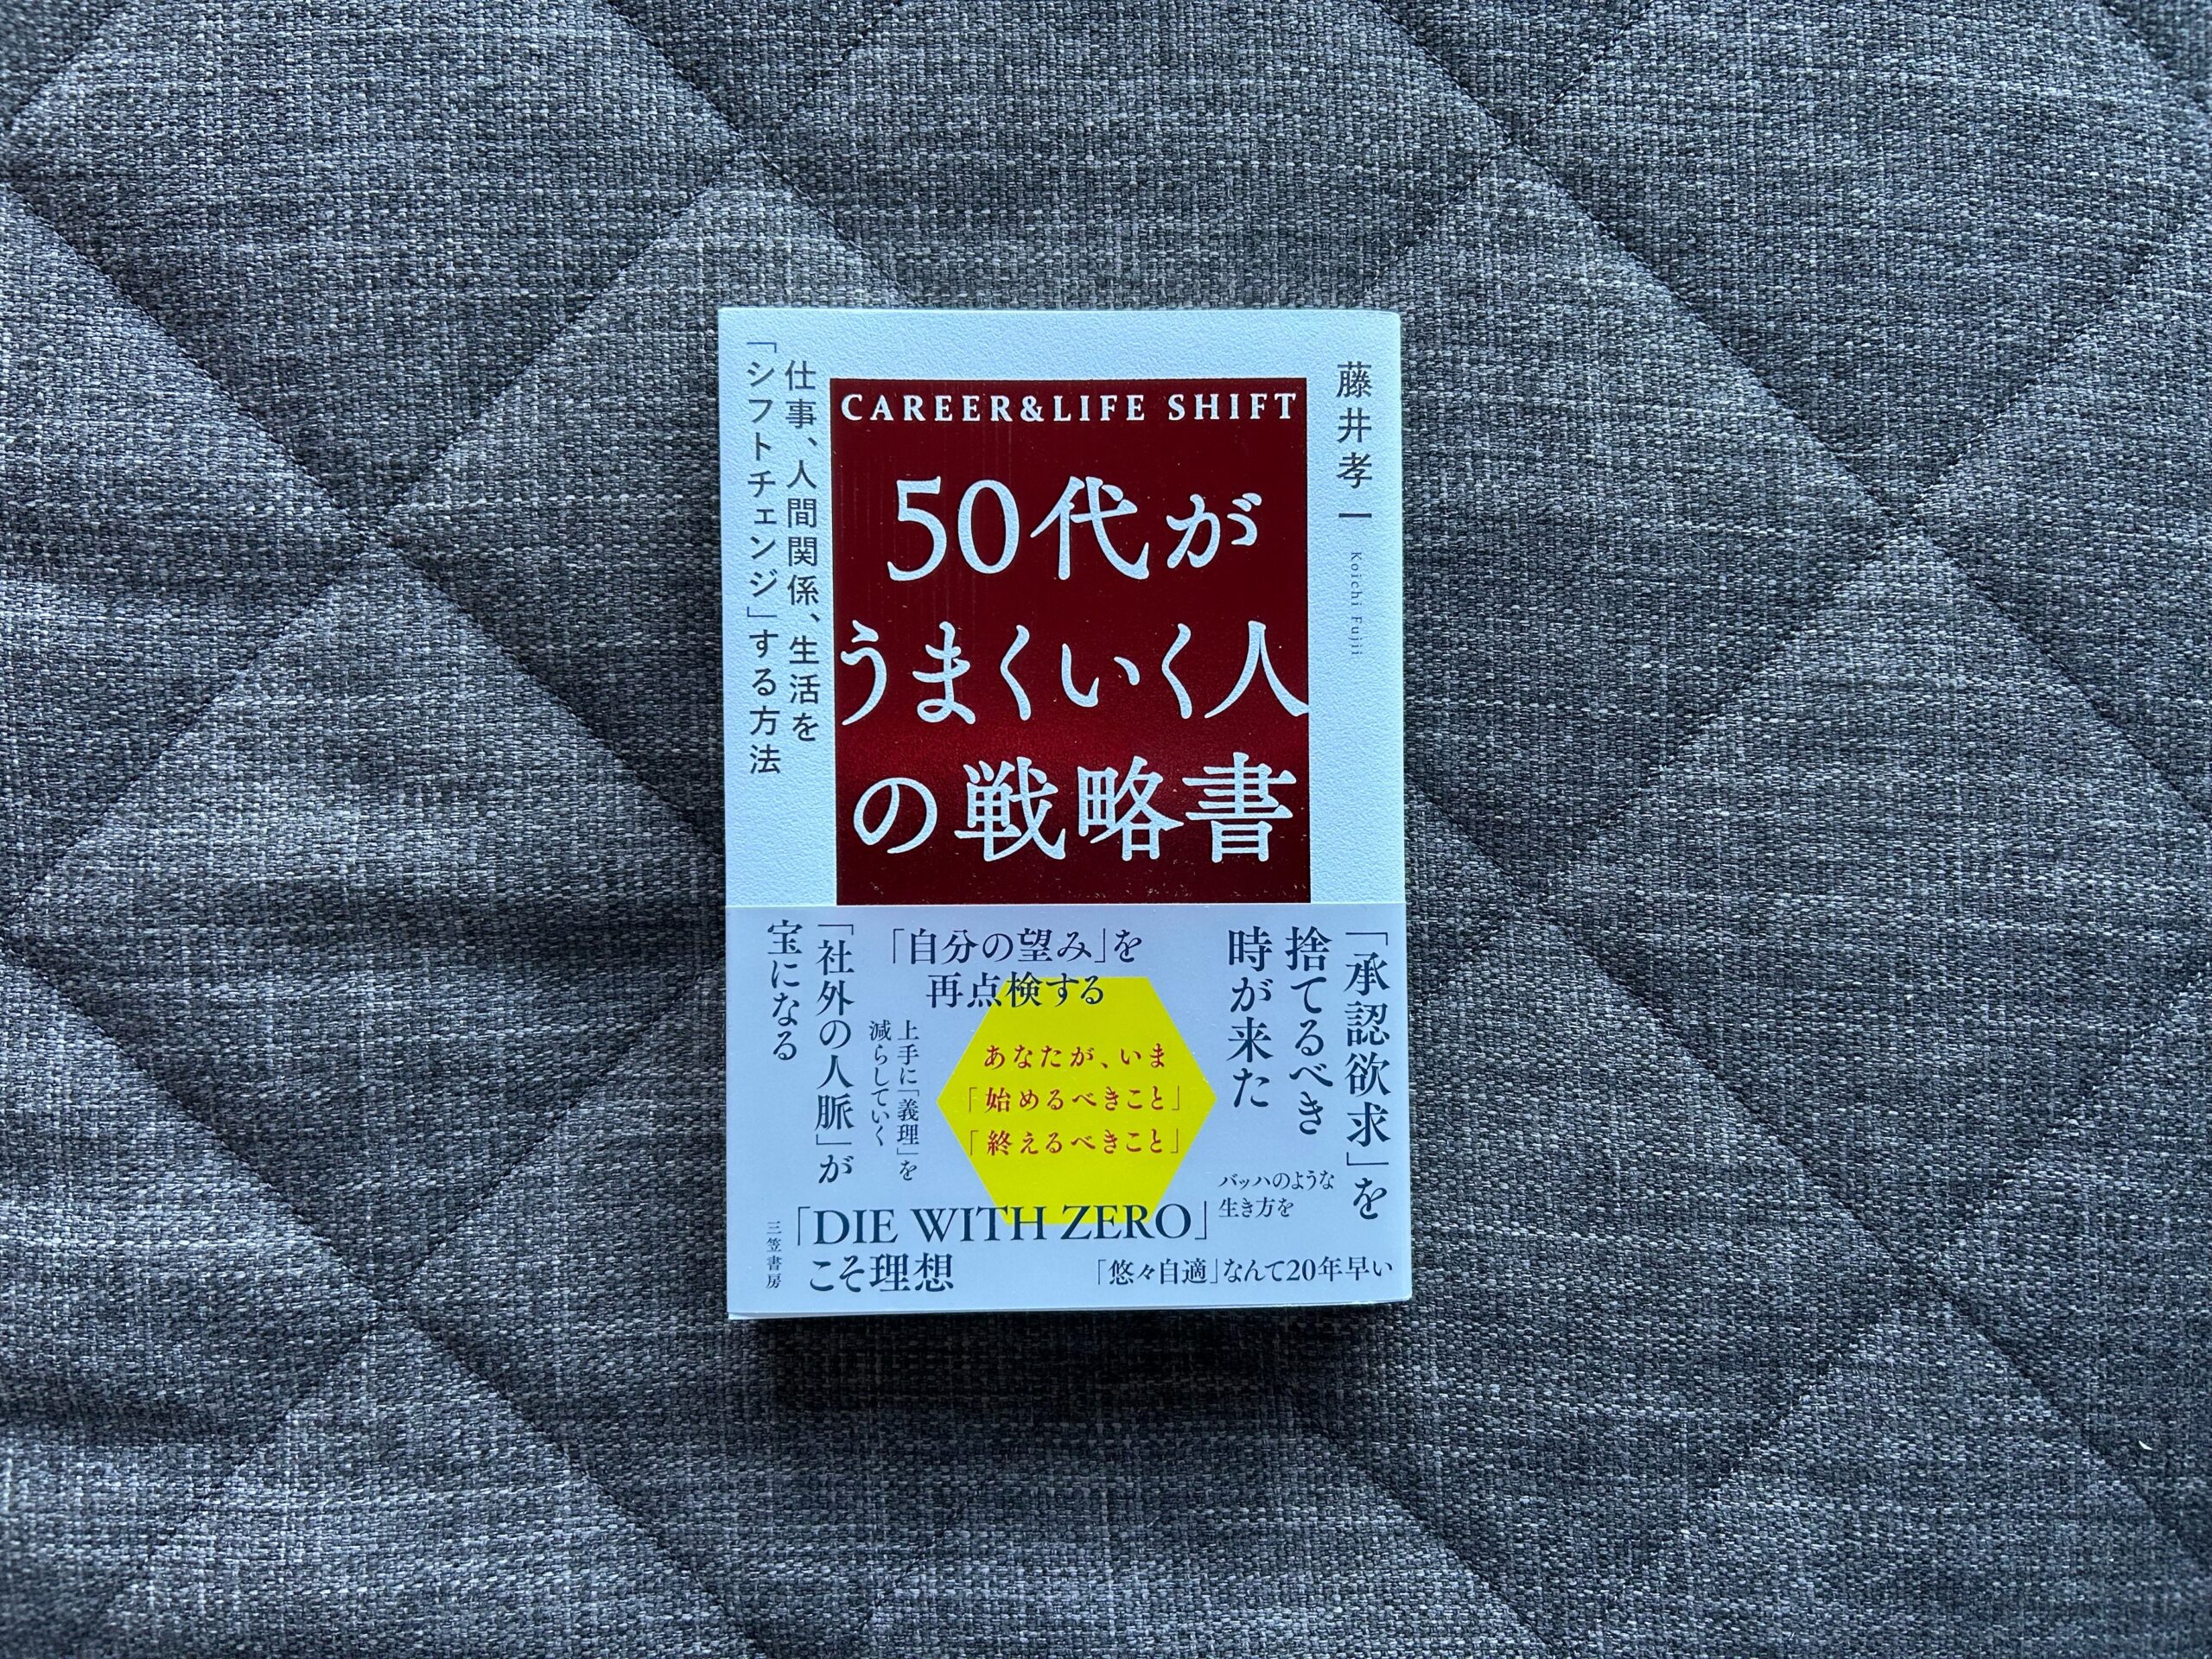 藤井孝一
Koichi Fujii
CAREER&LIFE SHIFT
50代が
うまくいく人
の戦略書
仕事、人間関係、生活を
「シフトチェンジ」する方法
「承認欲求」を
捨てるべき
時が来た
「自分の望み」を
再点検する
あなたが、いま
「始めるべきこと」
「終えるべきこと」
上手に「義理」を
減らしていく
「社外の人脈」が
宝になる
バッハのような
生き方を
「DIE WITH ZERO」
こそ理想
「悠々自適」なんて20年早い
三笠書房